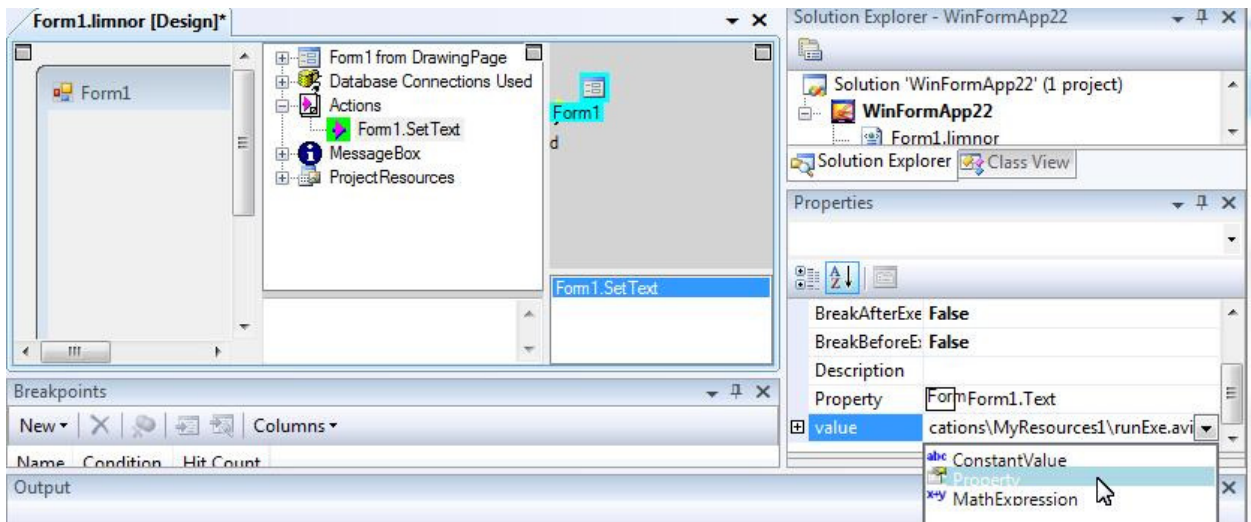 Form1.limnor [Design]*
Form1
Form1 from DrawingPage
Database Connections Used
Actions
Form1.SetText
MessageBox
ProjectResources
Form1
d
Form1.SetText
Solution Explorer - WinFormApp22
Solution 'WinFormApp22' (1 project)
WinFormApp22
Form1.limnor
Solution Explorer Class View
Properties
BreakAfterExe False
BreakBeforeE False
Description
Property Form Form1.Text
value cations\MyResources1\runExe.avi
abc ConstantValue
Property
x+y MathExpression
Breakpoints
New Columns
Name Condition Hit Count
Output